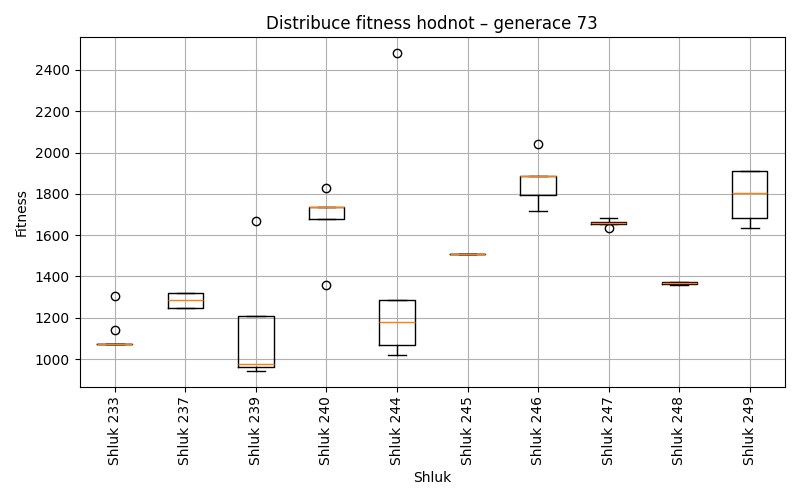 Distribuce fitness hodnot – generace 73
Fitness
2400
2200
2000
1800
1600
1400
1200
1000
Shluk 233
Shluk 237
Shluk 239
Shluk 240
Shluk 244
Shluk 245
Shluk 246
Shluk 247
Shluk 248
Shluk 249
Shluk